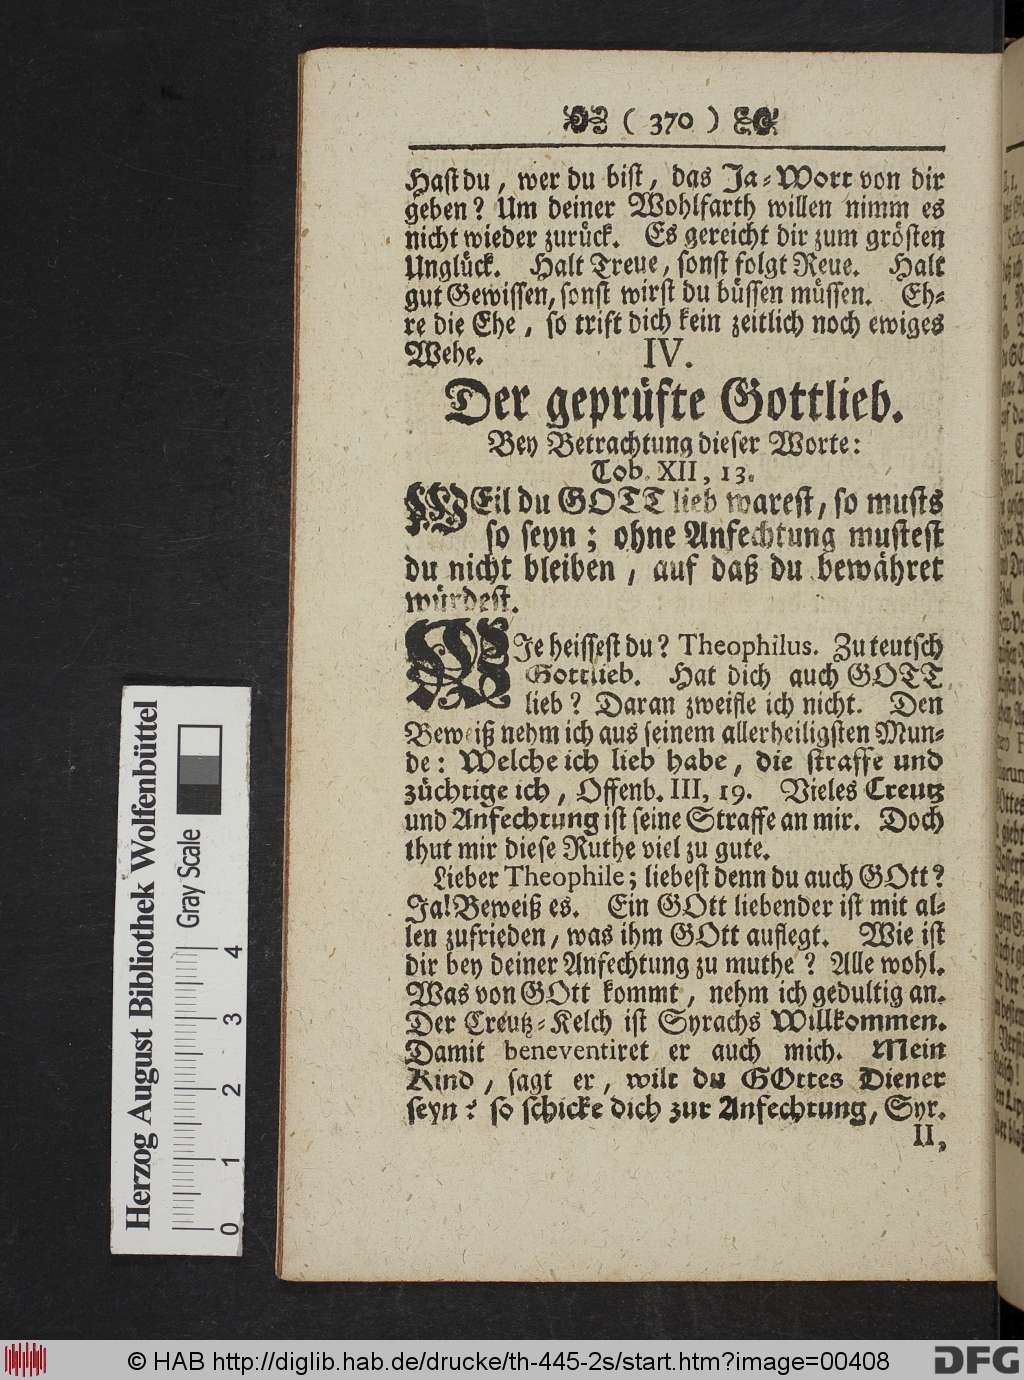 ( 370 )
Hast du, wer du bist, das Ja-Wort von dir
geben? Um deiner Wohlfarth willen nimm es
nicht wieder zurück. Es gereicht dir zum grösten
Unglück. Halt Treue, sonst folgt Reue. Halt
gut Gewissen, sonst wirst du büssen müssen. Eh-
re die Ehe, so trift dich kein zeitlich noch ewiges
Wehe.
IV.
Der geprüfte Gottlieb.
Bey Betrachtung dieser Worte:
Tob. XII, 13.
WEil du GOTT lieb warest, so musts
so seyn; ohne Anfechtung mustest
du nicht bleiben, auf daß du bewähret
würdest.
WJe heissest du? Theophilus. Zu teutsch
Gottlieb. Hat dich auch GOTT
lieb? Daran zweifle ich nicht. Den
Beweiß nehm ich aus seinem allerheiligsten Mun-
de: Welche ich lieb habe, die straffe und
züchtige ich, Offenb. III, 19. Vieles Creutz
und Anfechtung ist seine Straffe an mir. Doch
thut mir diese Ruthe viel zu gute.
Lieber Theophile; liebest denn du auch GOtt?
Ja! Beweiß es. Ein GOtt liebender ist mit al-
len zufrieden, was ihm GOtt auflegt. Wie ist
dir bey deiner Anfechtung zu muthe? Alle wohl.
Was von GOtt kommt, nehm ich gedultig an.
Der Creutz-Kelch ist Syrachs Willkommen.
Damit beneventiret er auch mich. Mein
Kind, sagt er, wilt du GOttes Diener
seyn? so schicke dich zur Anfechtung, Syr.
II,
Herzog August Bibliothek Wolfenbüttel
Gray Scale
0 1 2 3 4
© HAB http://diglib.hab.de/drucke/th-445-2s/start.htm?image=00408
DFG